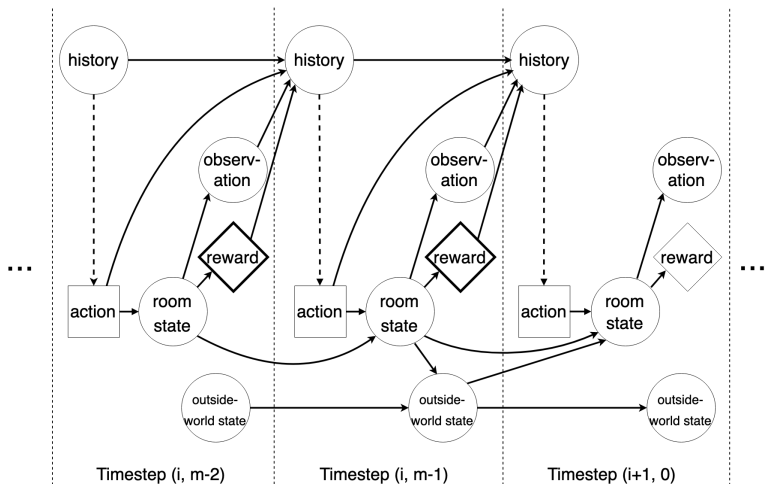 history
history
history
observ-
ation
observ-
ation
observ-
ation
...
reward
reward
reward
...
action
room
state
action
room
state
action
room
state
outside-
world state
outside-
world state
outside-
world state
Timestep (i, m-2)
Timestep (i, m-1)
Timestep (i+1, 0)